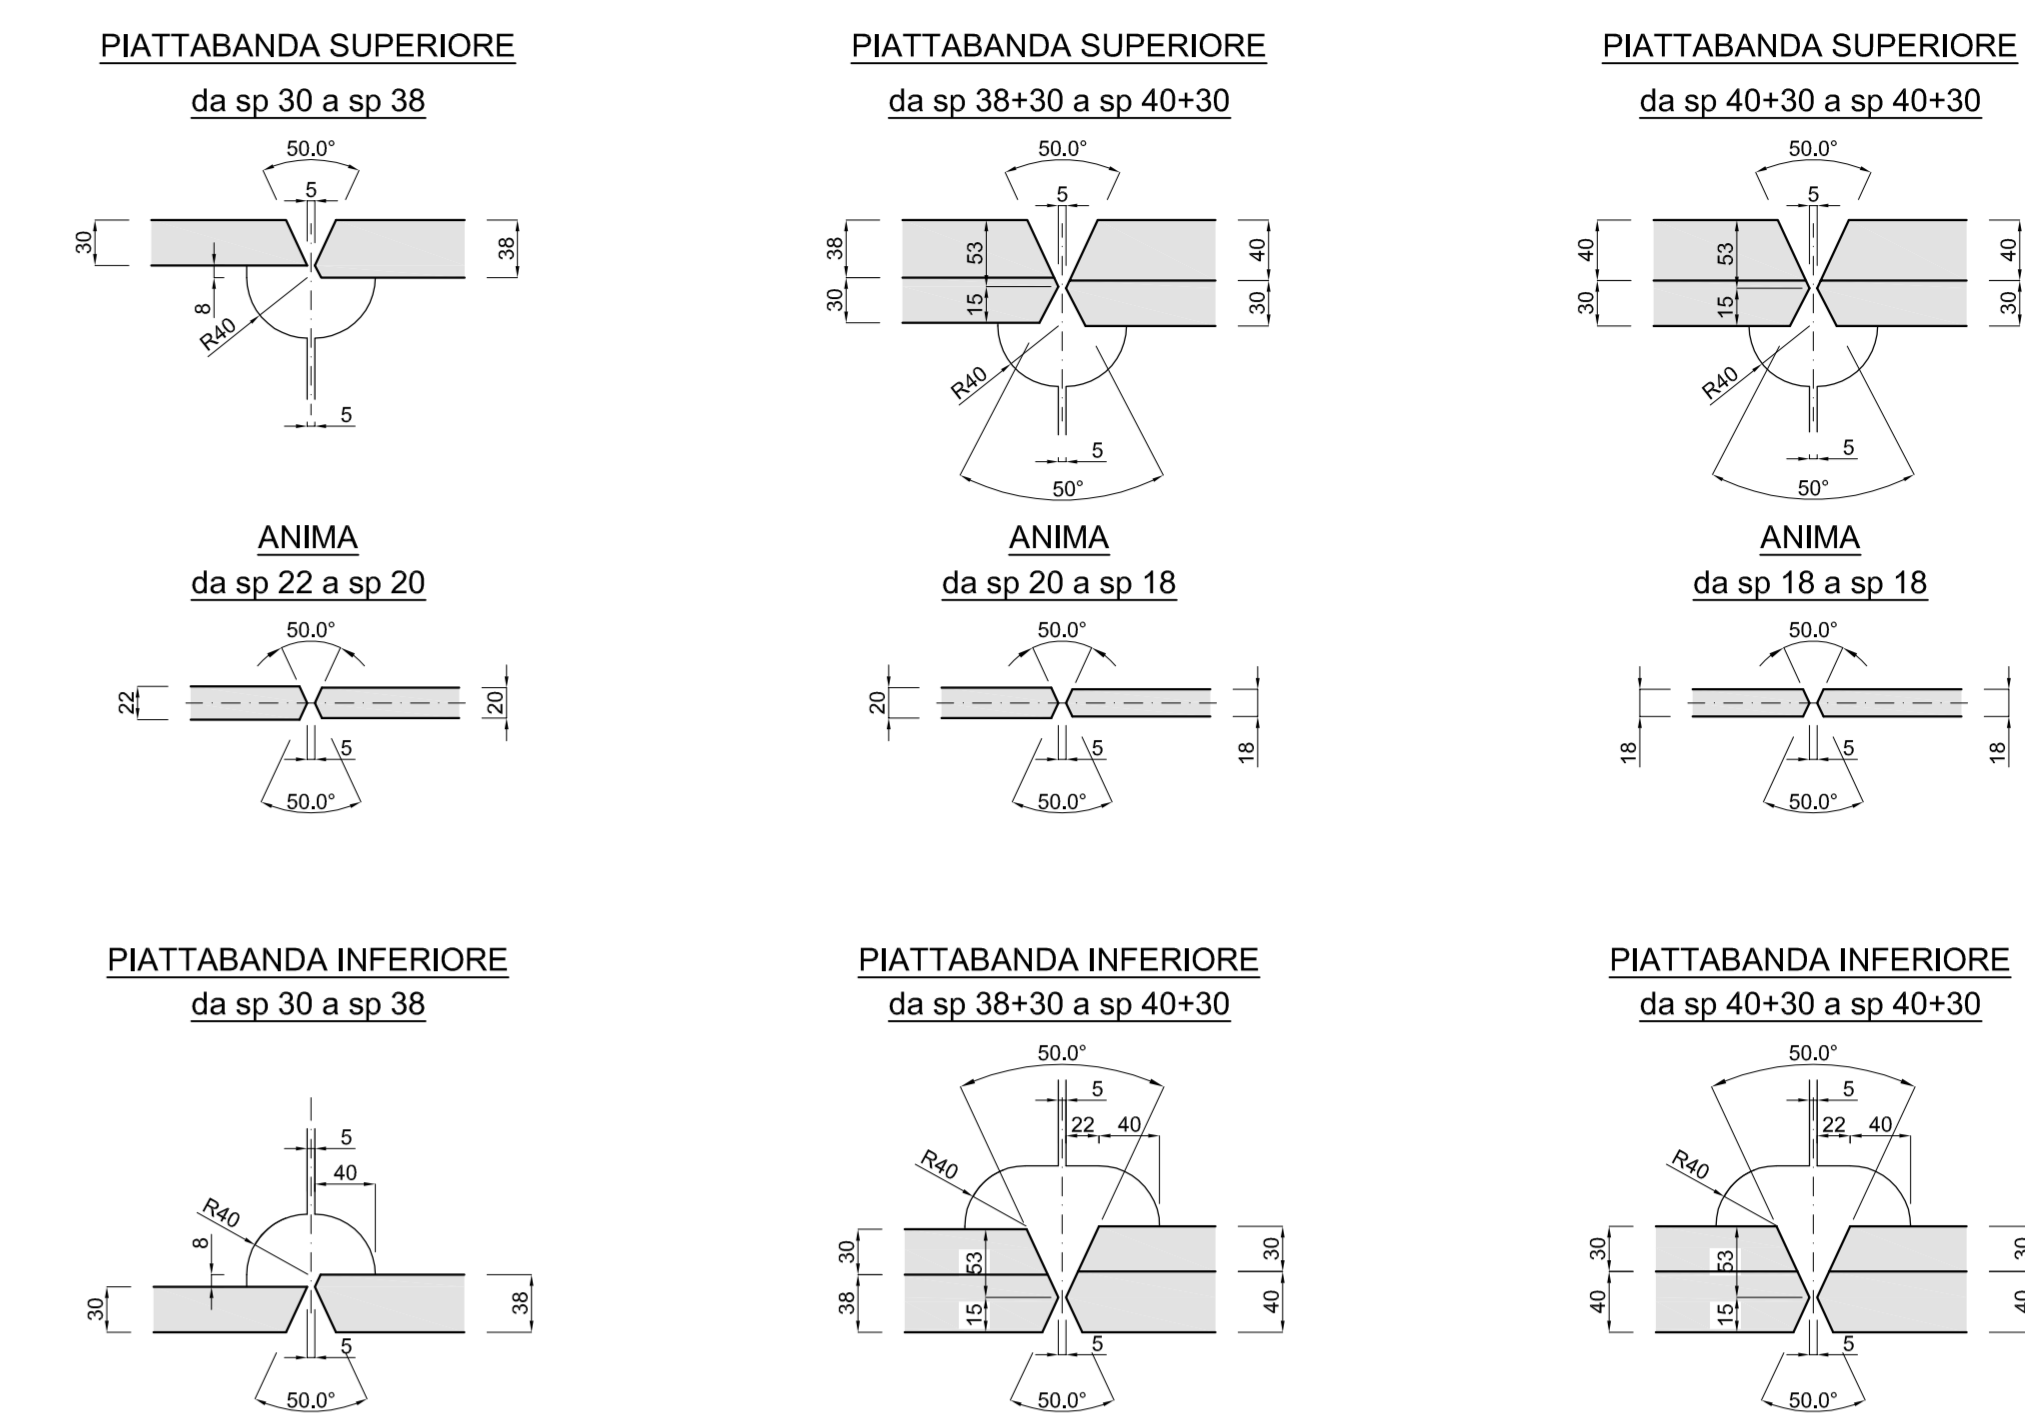 PIATTABANDA SUPERIORE
da sp 30 a sp 38
50.0°
5
30
38
8
R40
5
PIATTABANDA SUPERIORE
da sp 38+30 a sp 40+30
50.0°
5
38
53
40
30
15
30
R40
5
50°
PIATTABANDA SUPERIORE
da sp 40+30 a sp 40+30
50.0°
5
40
53
40
30
15
30
R40
5
50°
ANIMA
da sp 22 a sp 20
50.0°
22
20
5
50.0°
ANIMA
da sp 20 a sp 18
50.0°
20
18
5
50.0°
ANIMA
da sp 18 a sp 18
50.0°
18
18
5
50.0°
PIATTABANDA INFERIORE
da sp 30 a sp 38
5
40
R40
8
30
38
5
50.0°
PIATTABANDA INFERIORE
da sp 38+30 a sp 40+30
50.0°
5
22 40
R40
30
53
30
38
15
40
5
50.0°
PIATTABANDA INFERIORE
da sp 40+30 a sp 40+30
50.0°
5
22 40
R40
30
53
30
40
15
40
5
50.0°